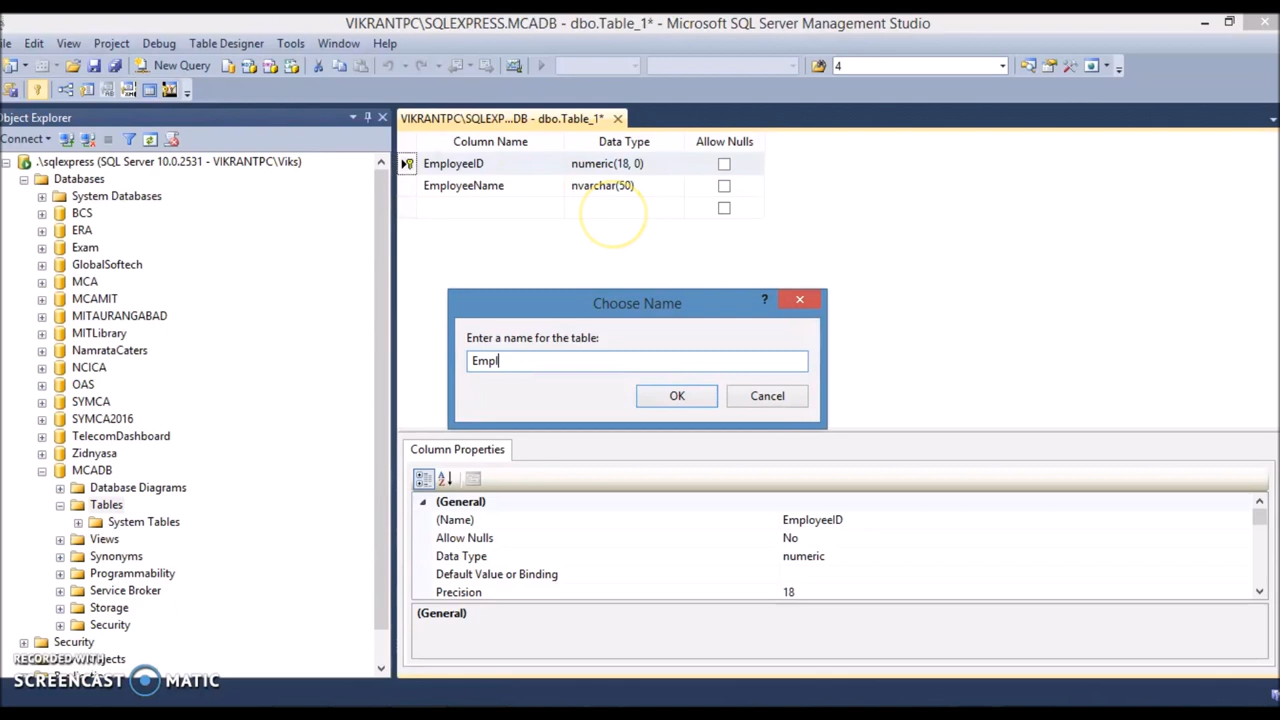 VIKRANTPC\SQLEXPRESS.MCADB - dbo.Table_1* - Microsoft SQL Server Management Studio
ile Edit View Project Debug Table Designer Tools Window Help
New Query 4
Object Explorer
Connect
.\sqlexpress (SQL Server 10.0.2531 - VIKRANTPC\Viks)
Databases
System Databases
BCS
ERA
Exam
GlobalSoftech
MCA
MCAMIT
MITAURANGABAD
MITLibrary
NamrataCaters
NCICA
OAS
SYMCA
SYMCA2016
TelecomDashboard
Zidnyasa
MCADB
Database Diagrams
Tables
System Tables
Views
Synonyms
Programmability
Service Broker
Storage
Security
Security
RECORDED WITH
SCREENCAST MATIC
VIKRANTPC\SQLEXP...DB - dbo.Table_1*
Column Name Data Type Allow Nulls
EmployeeID numeric(18, 0)
EmployeeName nvarchar(50)
Choose Name
?
Enter a name for the table:
Empl
OK Cancel
Column Properties
(General)
(Name) EmployeeID
Allow Nulls No
Data Type numeric
Default Value or Binding
Precision 18
(General)